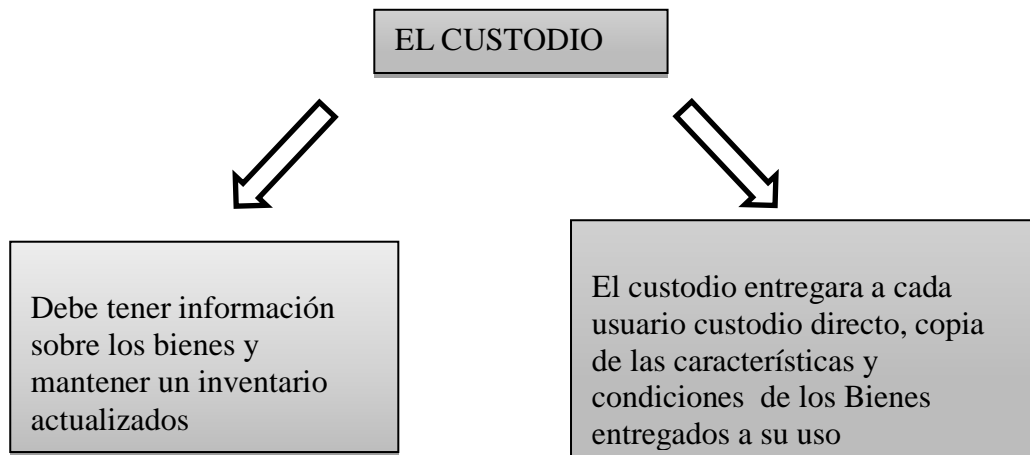 EL CUSTODIO
Debe tener información
sobre los bienes y
mantener un inventario
actualizados
El custodio entregara a cada
usuario custodio directo, copia
de las características y
condiciones  de los Bienes
entregados a su uso